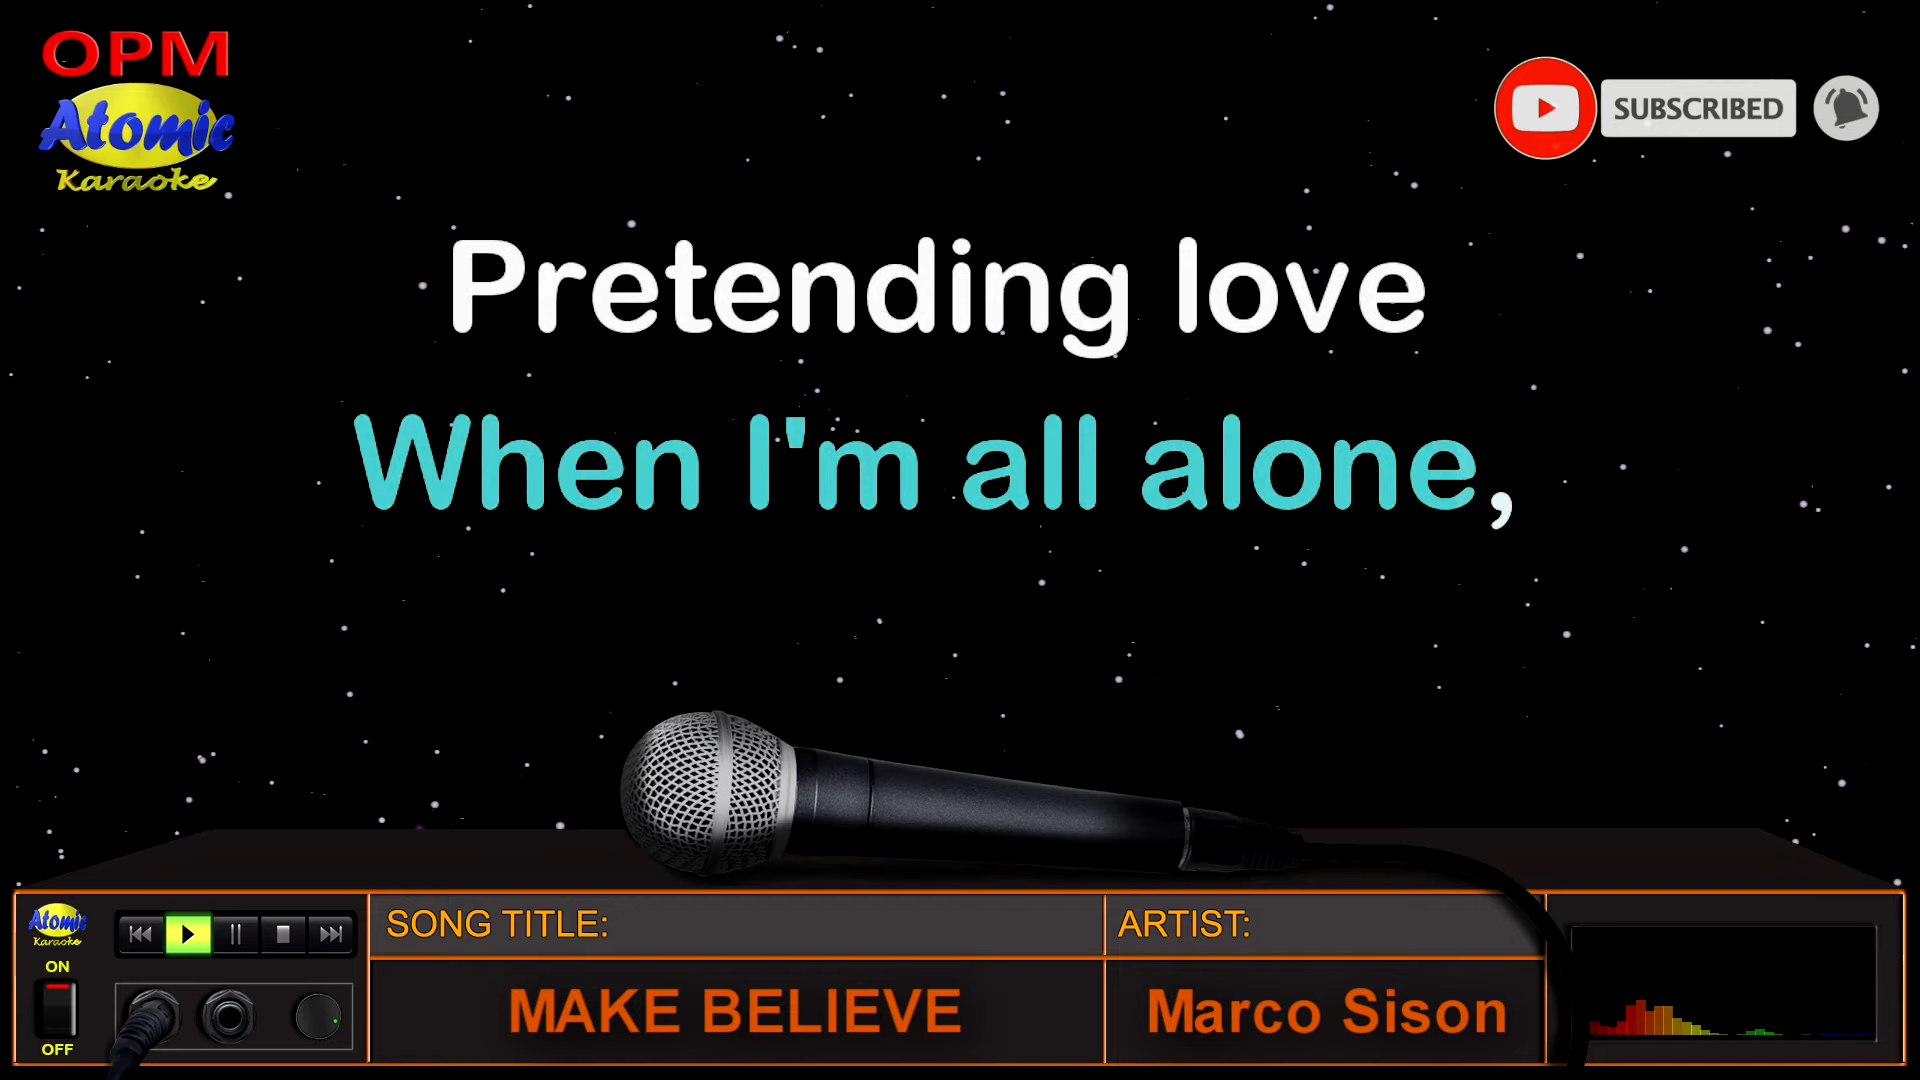 OPM
Atomic
Karaoke
SUBSCRIBED
Pretending love
When I'm all alone,
Atomic
Karaoke
ON
OFF
SONG TITLE:
MAKE BELIEVE
ARTIST:
Marco Sison